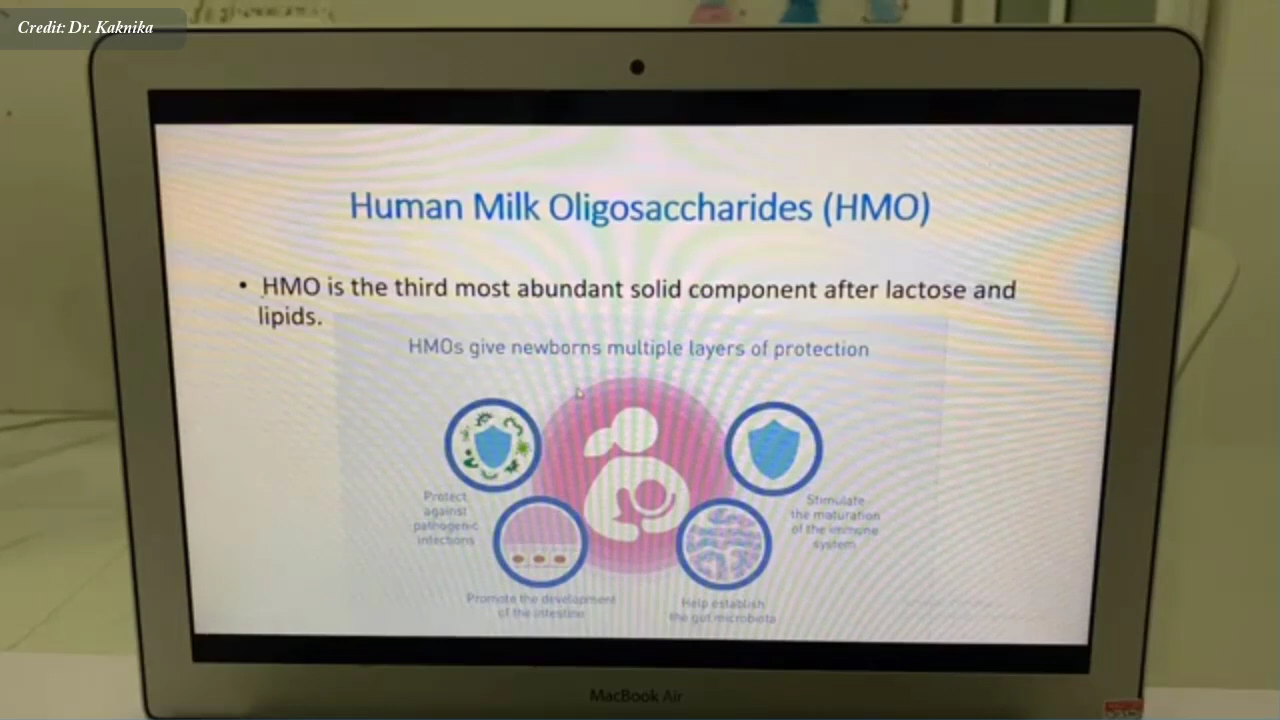 Credit: Dr. Kaknika
Human Milk Oligosaccharides (HMO)
• HMO is the third most abundant solid component after lactose and
lipids.
HMOs give newborns multiple layers of protection
Protect
against
pathogenic
infections
Stimulate
the maturation
of the immune
system
Promote the development
of the intestine
Help establish
the gut microbiota
MacBook Air